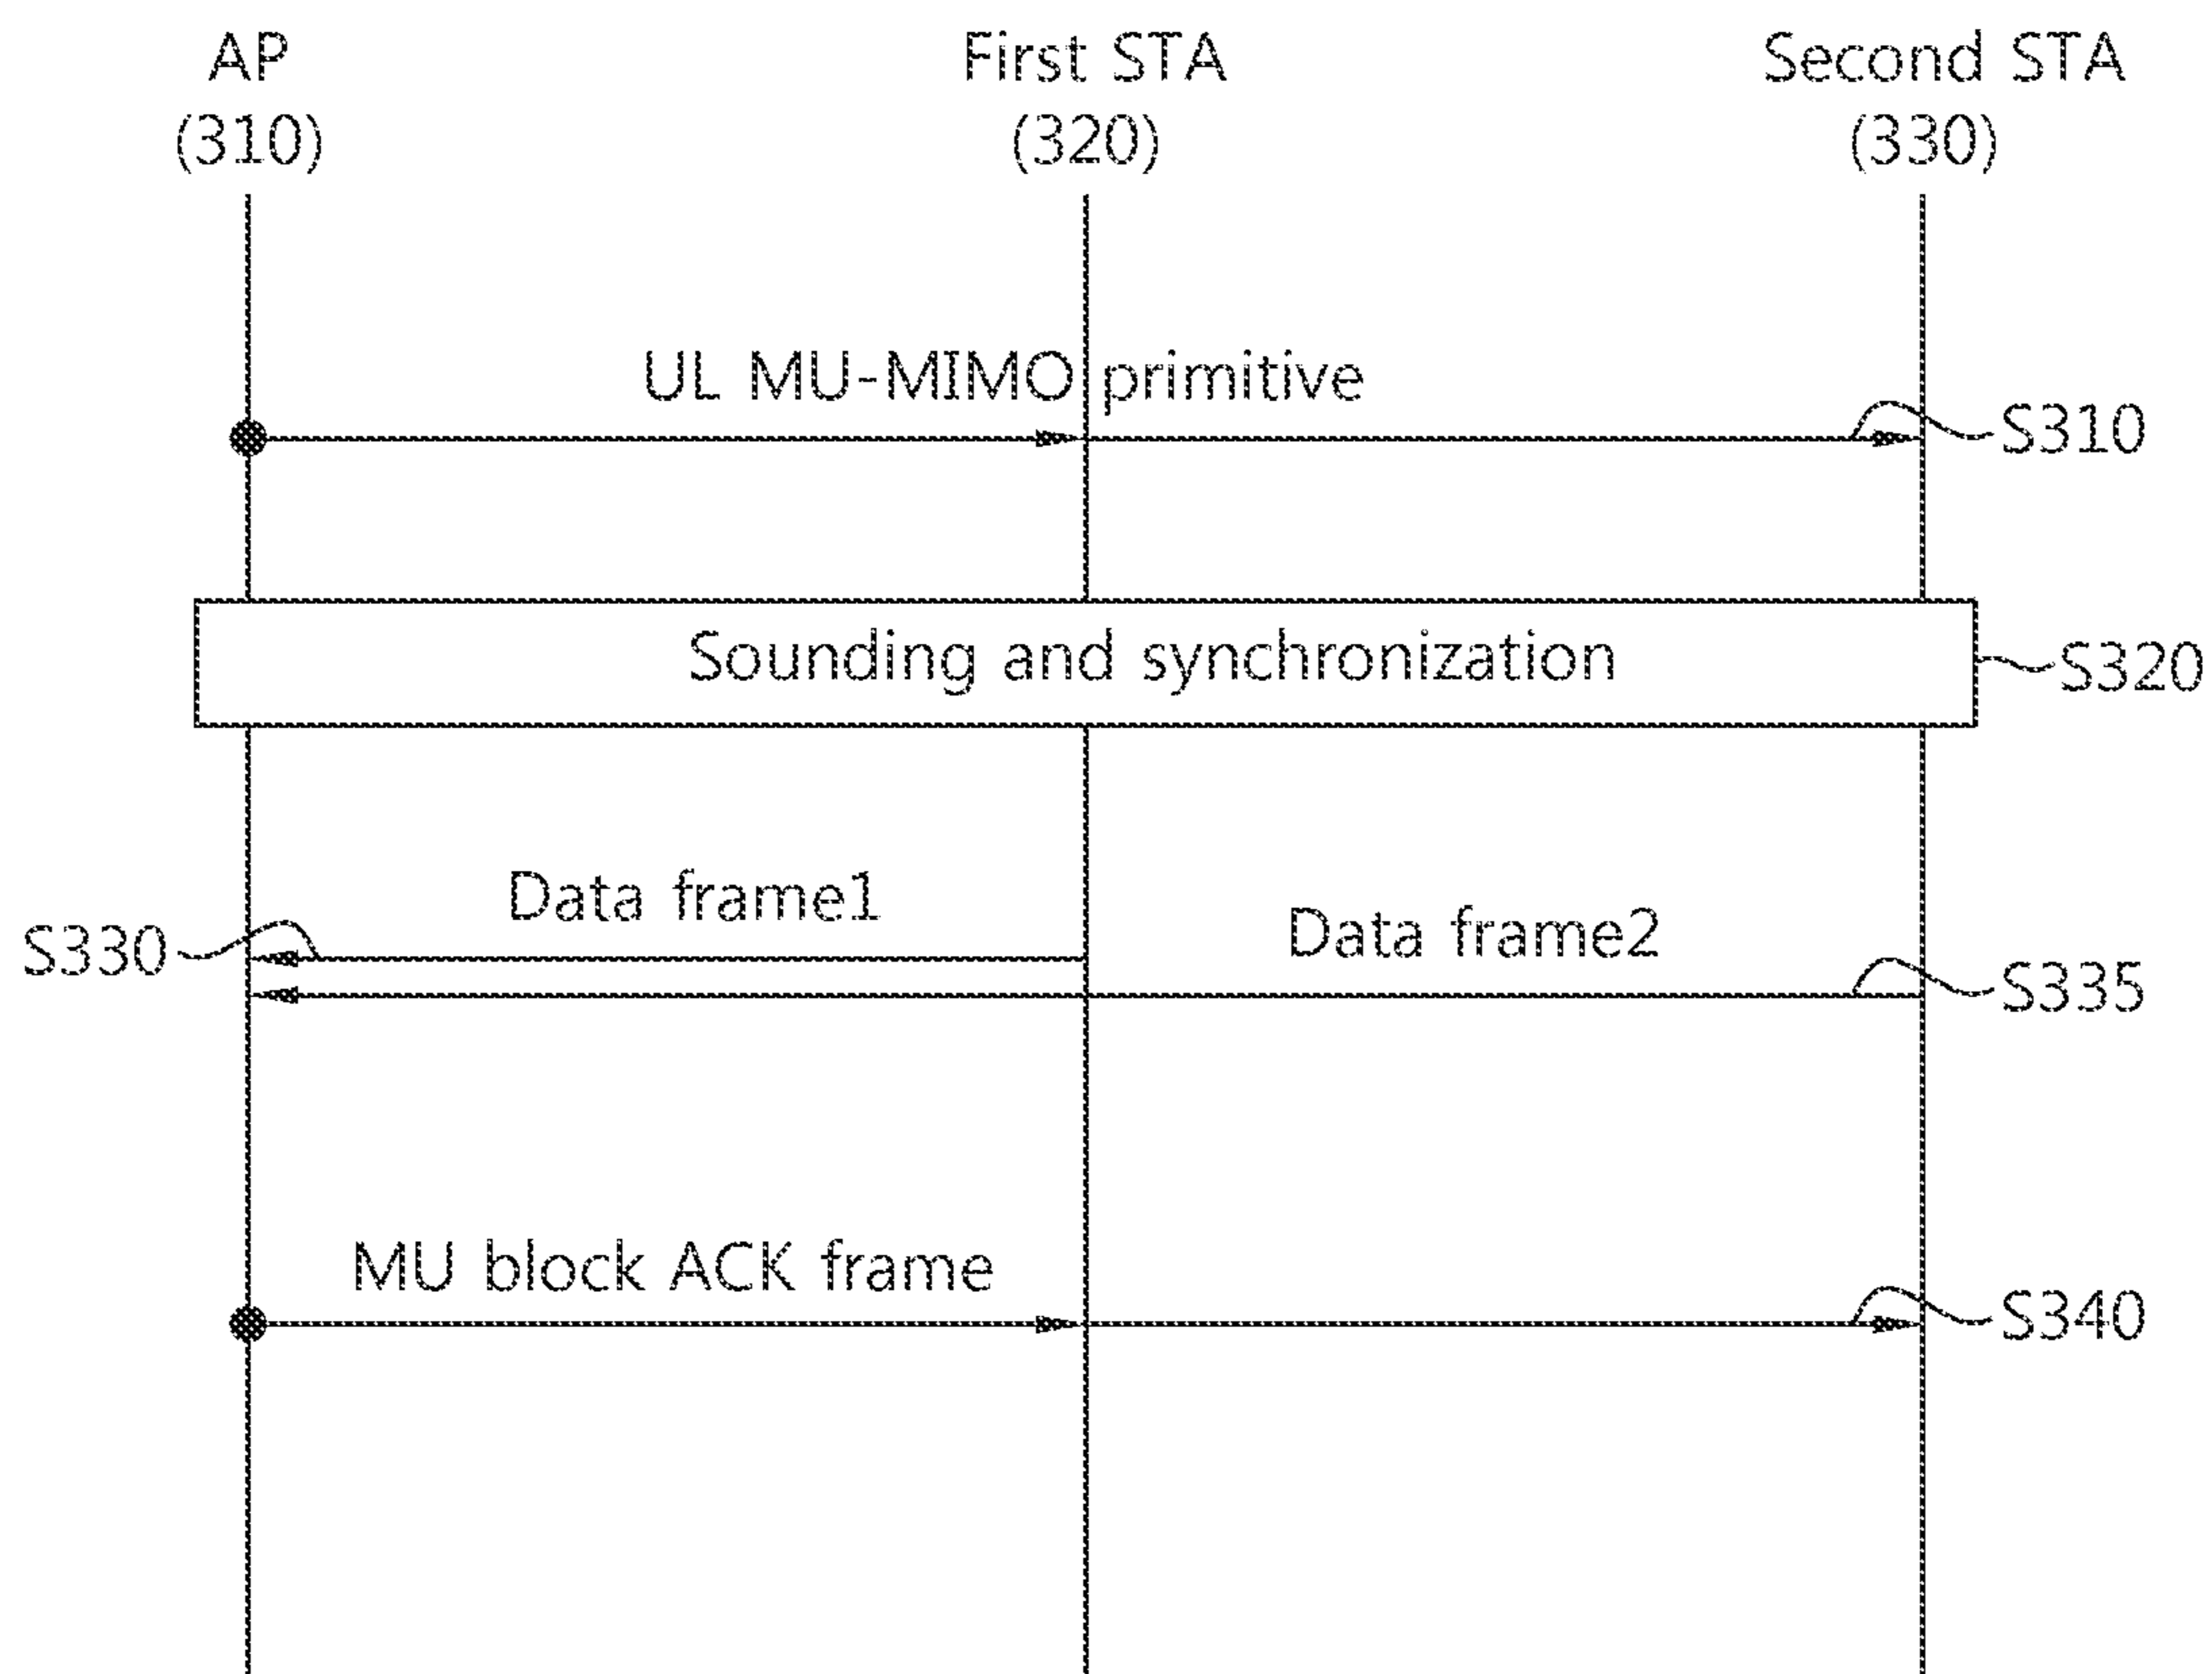 AP
(310)
First STA
(320)
Second STA
(330)
UL MU-MIMO primitive
S310
Sounding and synchronization
S320
Data frame1
S330
Data frame2
S335
MU block ACK frame
S340